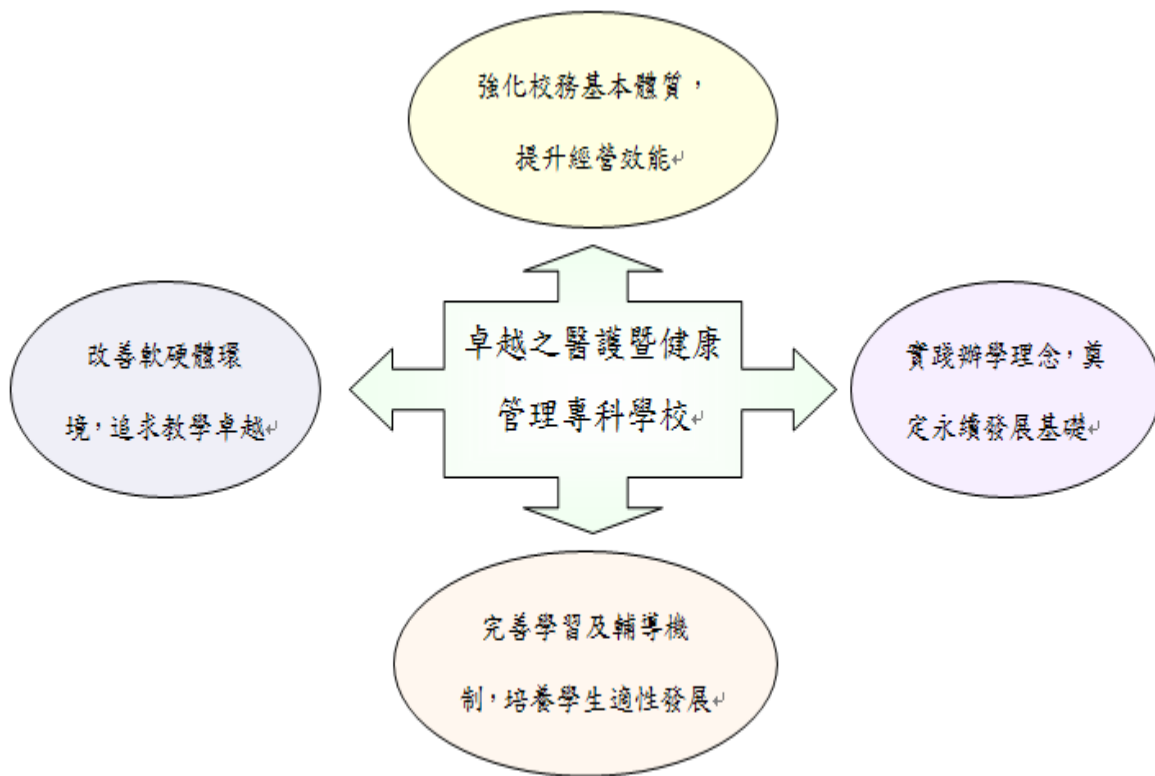 強化校務基本體質，
提升經營效能↵
改善軟硬體環
境，追求教學卓越↵
卓越之醫護暨健康
管理專科學校↵
實踐辦學理念，奠
定永續發展基礎↵
完善學習及輔導機
制，培養學生適性發展↵